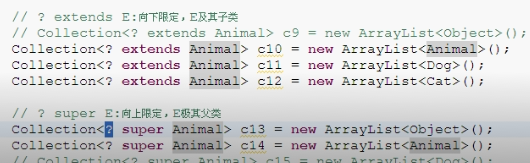 // ? extends E:向下限定，E及其子类
// Collection<? extends Animal> c9 = new ArrayList<Object>();
Collection<? extends Animal> c10 = new ArrayList<Animal>();
Collection<? extends Animal> c11 = new ArrayList<Dog>();
Collection<? extends Animal> c12 = new ArrayList<Cat>();
// ? super E:向上限定，E极其父类
Collection<? super Animal> c13 = new ArrayList<Object>();
Collection<? super Animal> c14 = new ArrayList<Animal>();
// Collection<? super Animal> c15 = new ArrayList<Dog>();